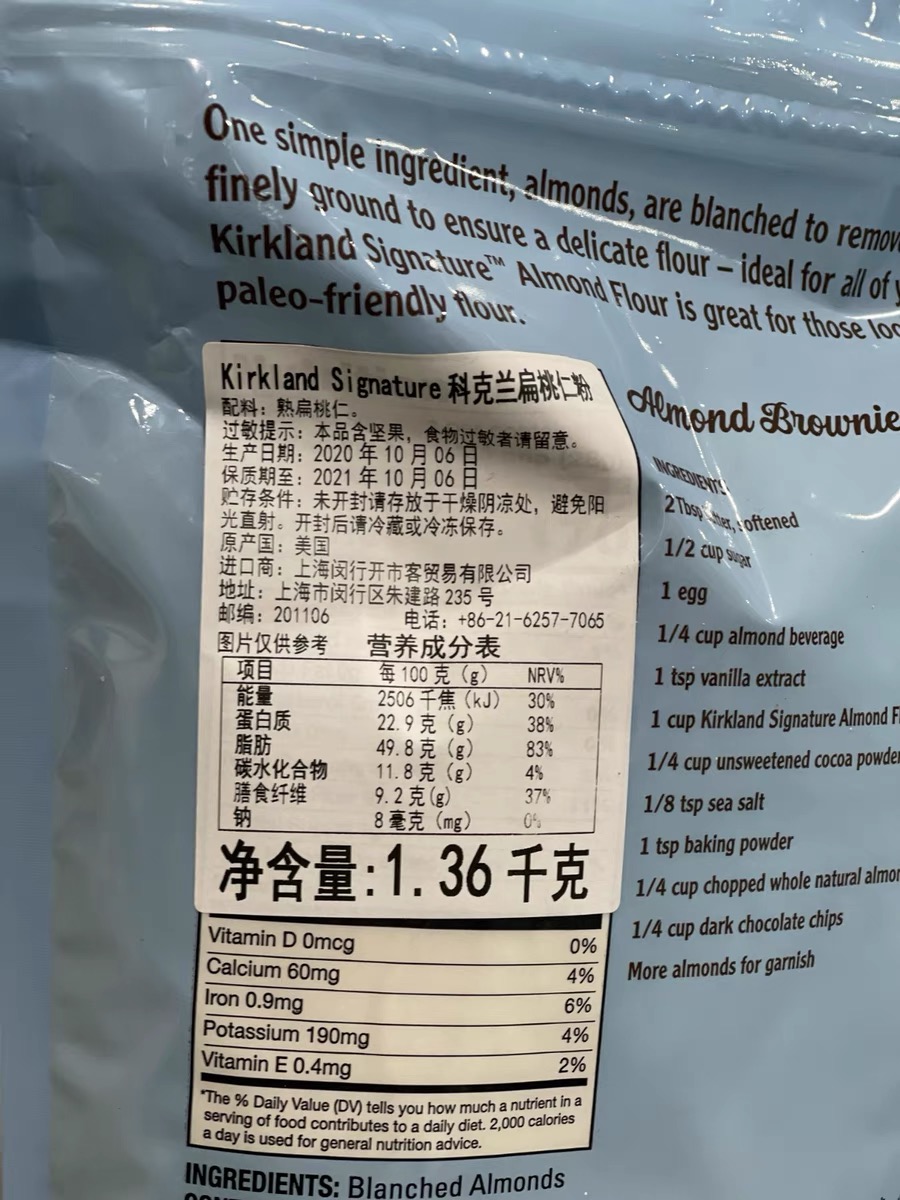 One simple ingredient, almonds, are blanched to
finely ground to ensure a delicate flour – ideal for all of
Kirkland Signature™ Almond Flour is great for those
paleo-friendly flour.
Kirkland Signature 科克兰扁桃仁粉
配料：熟扁桃仁。
过敏提示：本品含坚果，食物过敏者请留意。
生产日期：2020 年 10 月 06 日
保质期至：2021 年 10 月 06 日
贮存条件：未开封请存放于干燥阴凉处，避免阳
光直射。开封后请冷藏或冷冻保存。
原产国：美国
进口商：上海闵行开市客贸易有限公司
地址：上海市闵行区朱建路 235 号
邮编：201106 电话：+86-21-6257-7065
图片仅供参考 营养成分表
项目 每 100 克（g） NRV%
能量 2506 千焦（kJ） 30%
蛋白质 22.9 克（g） 38%
脂肪 49.8 克（g） 83%
碳水化合物 11.8 克（g） 4%
膳食纤维 9.2 克(g) 37%
钠 8 毫克（mg） 0%
净含量:1.36 千克
Vitamin D 0mcg 0%
Calcium 60mg 4%
Iron 0.9mg 6%
Potassium 190mg 4%
Vitamin E 0.4mg 2%
*The % Daily Value (DV) tells you how much a nutrient in a
serving of food contributes to a daily diet. 2,000 calories
a day is used for general nutrition advice.
INGREDIENTS: Blanched Almonds
Almond Brownie
INGREDIENTS
2 Tbsp softened
1/2 cup sugar
1 egg
1/4 cup almond beverage
1 tsp vanilla extract
1 cup Kirkland Signature Almond
1/4 cup unsweetened cocoa powder
1/8 tsp sea salt
1 tsp baking powder
1/4 cup chopped whole natural
1/4 cup dark chocolate chips
More almonds for garnish